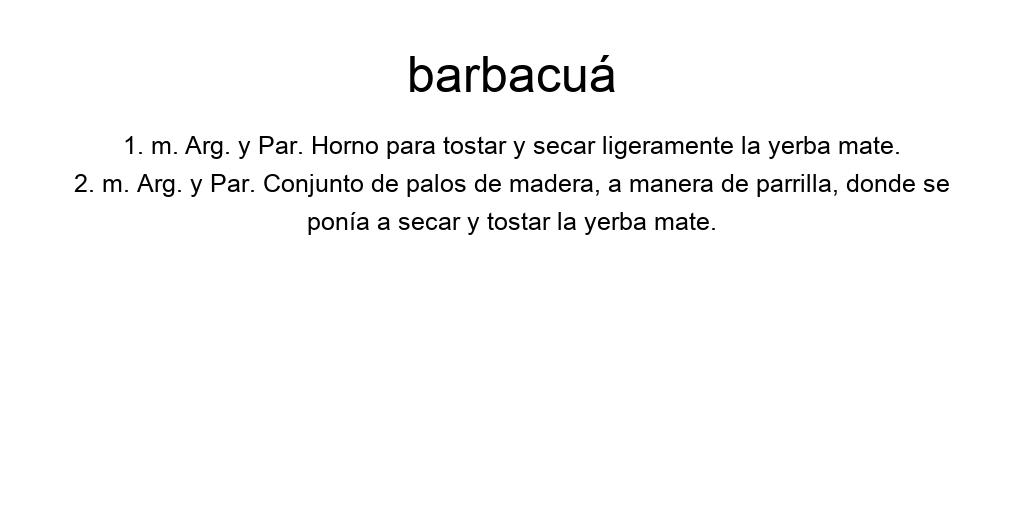 barbacuá
1. m. Arg. y Par. Horno para tostar y secar ligeramente la yerba mate.
2. m. Arg. y Par. Conjunto de palos de madera, a manera de parrilla, donde se
ponía a secar y tostar la yerba mate.